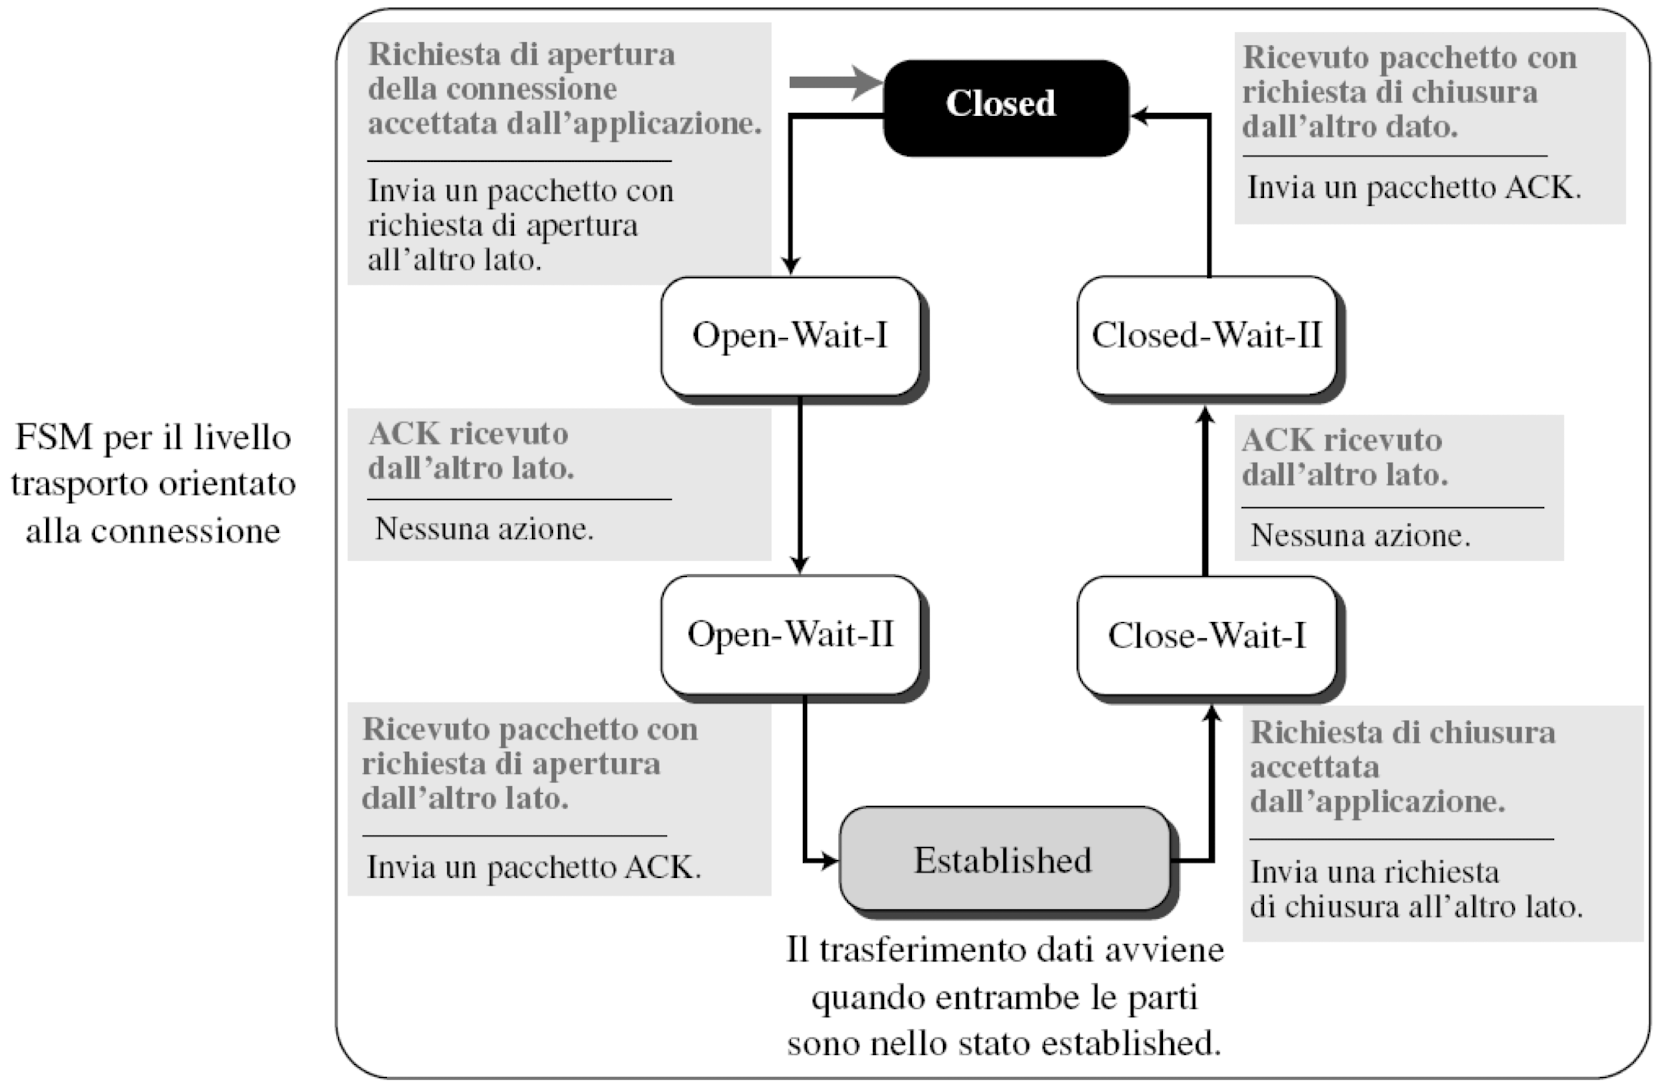 FSM per il livello
trasporto orientato
alla connessione
Richiesta di apertura
della connessione
accettata dall'applicazione.
Invia un pacchetto con
richiesta di apertura
all'altro lato.
Closed
Ricevuto pacchetto con
richiesta di chiusura
dall'altro dato.
Invia un pacchetto ACK.
Open-Wait-I
Closed-Wait-II
ACK ricevuto
dall'altro lato.
Nessuna azione.
ACK ricevuto
dall'altro lato.
Nessuna azione.
Open-Wait-II
Close-Wait-I
Ricevuto pacchetto con
richiesta di apertura
dall'altro lato.
Invia un pacchetto ACK.
Established
Richiesta di chiusura
accettata
dall'applicazione.
Invia una richiesta
di chiusura all'altro lato.
Il trasferimento dati avviene
quando entrambe le parti
sono nello stato established.